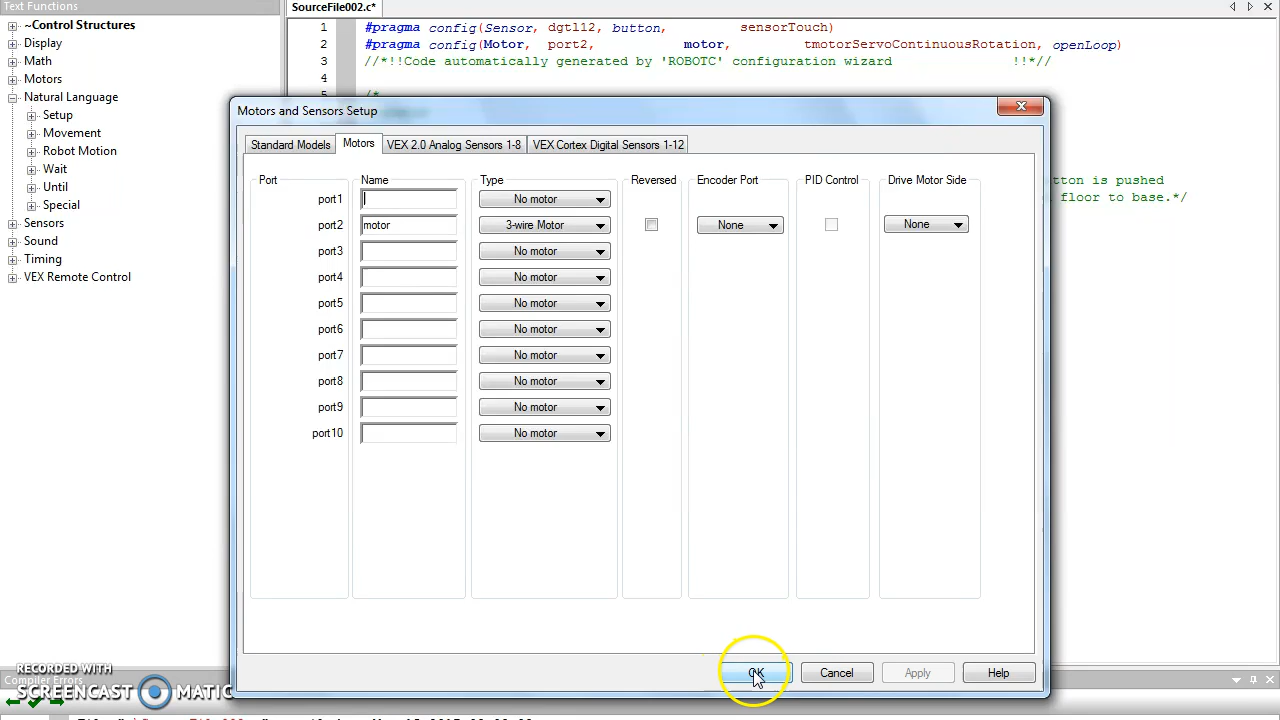 Text Functions
~Control Structures
Display
Math
Motors
Natural Language
Setup
Movement
Robot Motion
Wait
Until
Special
Sensors
Sound
Timing
VEX Remote Control
SourceFile002.c*
1 #pragma config(Sensor, dgtl12, button, sensorTouch)
2 #pragma config(Motor, port2, motor, tmotorServoContinuousRotation, openLoop)
3 //*!!Code automatically generated by 'ROBOTC' configuration wizard !!*//
4
5 /*
tton is pushed
floor to base.*/
Motors and Sensors Setup
Standard Models Motors VEX 2.0 Analog Sensors 1-8 VEX Cortex Digital Sensors 1-12
Port Name Type Reversed Encoder Port PID Control Drive Motor Side
port1 No motor
port2 motor 3-wire Motor None None
port3 No motor
port4 No motor
port5 No motor
port6 No motor
port7 No motor
port8 No motor
port9 No motor
port10 No motor
OK Cancel Apply Help
Compiler Errors
RECORDED WITH
SCREENCAST MATIC